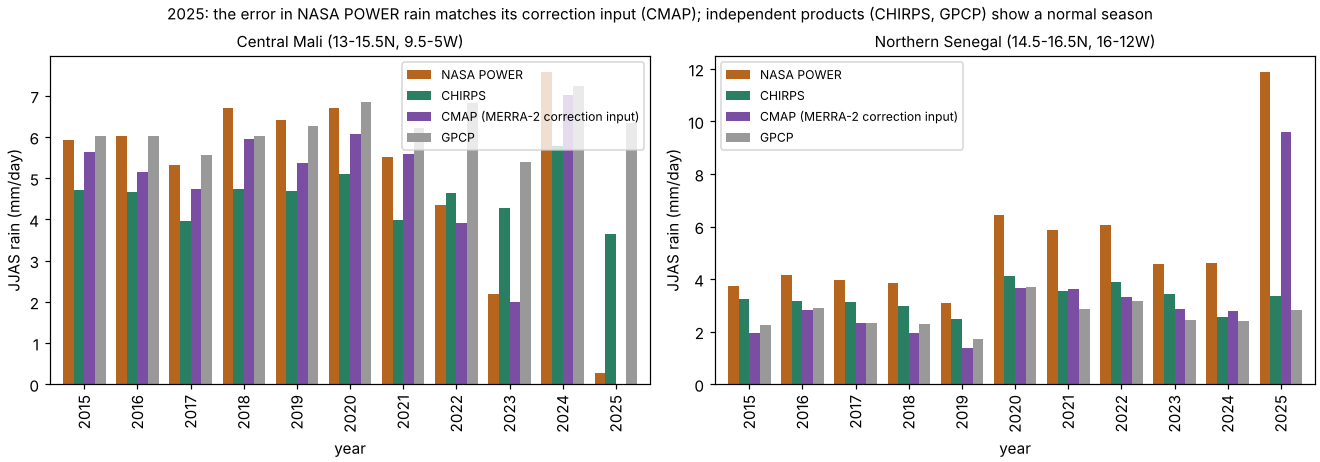 2025: the error in NASA POWER rain matches its correction input (CMAP); independent products (CHIRPS, GPCP) show a normal season
Central Mali (13-15.5N, 9.5-5W)
JJAS rain (mm/day)
7
6
5
4
3
2
1
0
NASA POWER
CHIRPS
CMAP (MERRA-2 correction input)
GPCP
2015
2016
2017
2018
2019
2020
2021
2022
2023
2024
2025
year
Northern Senegal (14.5-16.5N, 16-12W)
JJAS rain (mm/day)
12
10
8
6
4
2
0
NASA POWER
CHIRPS
CMAP (MERRA-2 correction input)
GPCP
2015
2016
2017
2018
2019
2020
2021
2022
2023
2024
2025
year